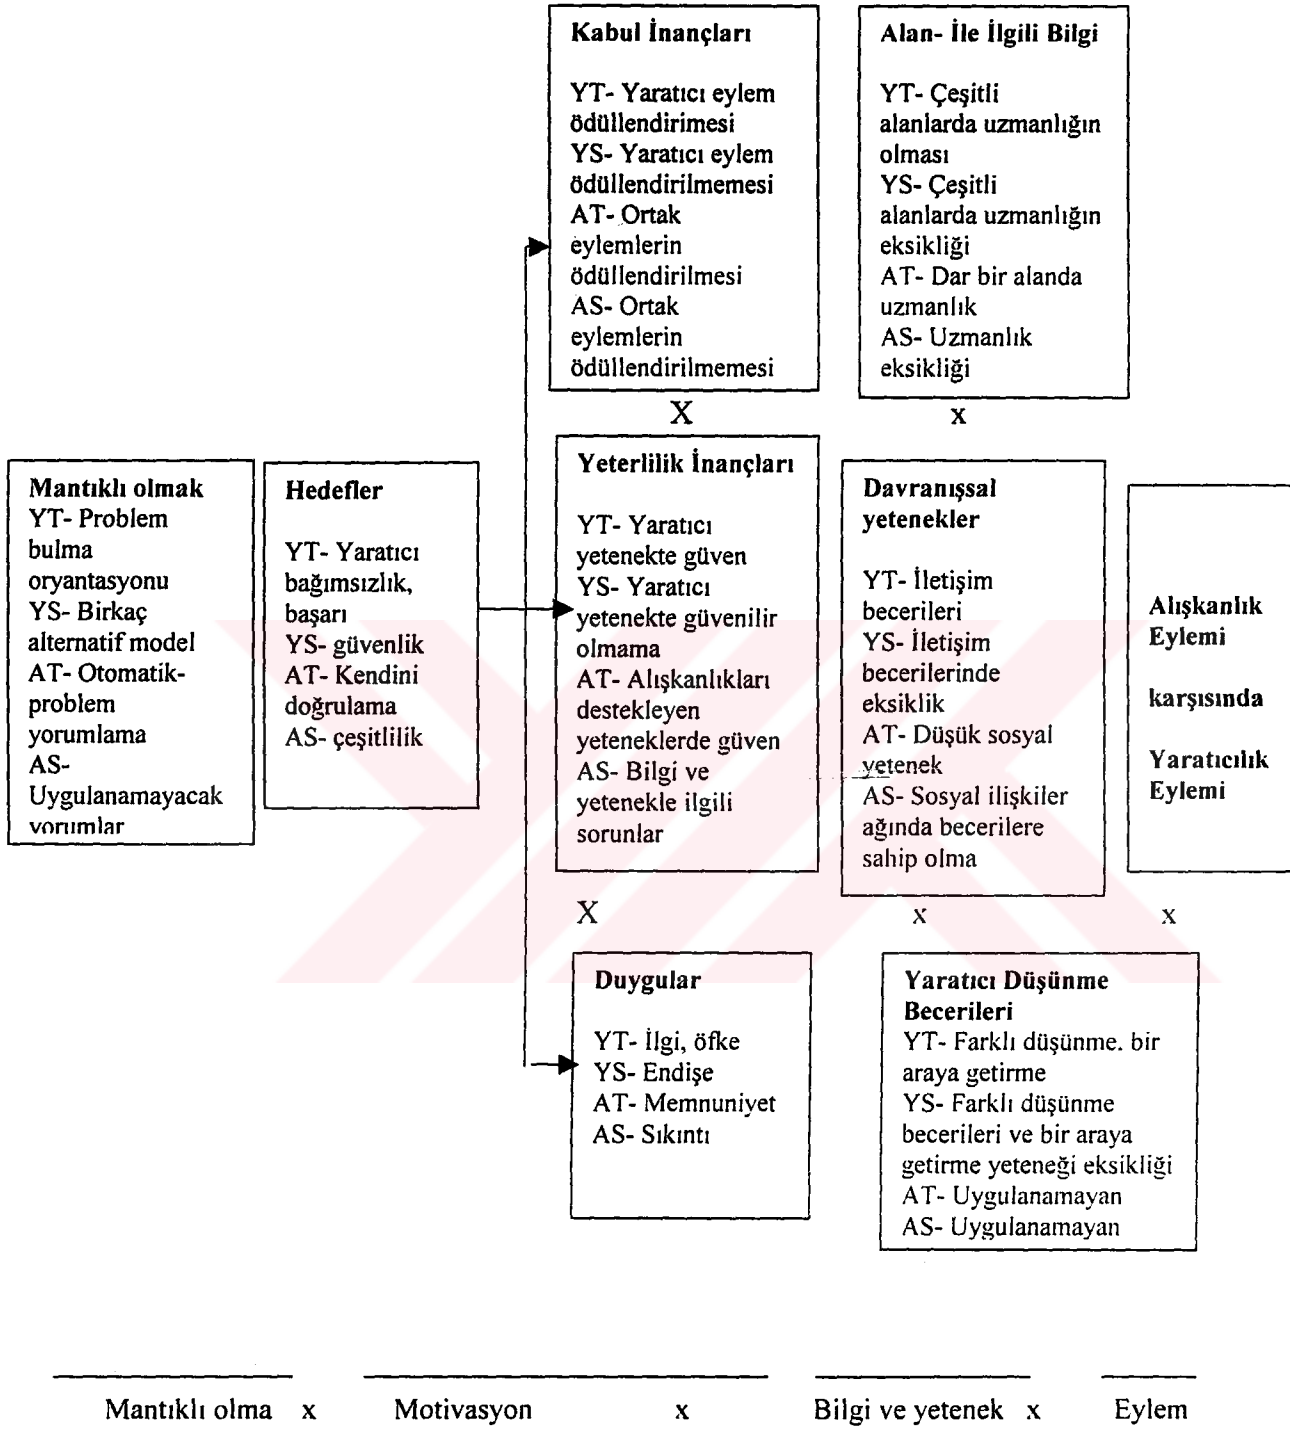 Kabul İnançları
YT- Yaratıcı eylem
ödüllendirimesi
YS- Yaratıcı eylem
ödüllendirilmemesi
AT- Ortak
eylemlerin
ödüllendirilmesi
AS- Ortak
eylemlerin
ödüllendirilmemesi
X
Alan- İle İlgili Bilgi
YT- Çeşitli
alanlarda uzmanlığın
olması
YS- Çeşitli
alanlarda uzmanlığın
eksikliği
AT- Dar bir alanda
uzmanlık
AS- Uzmanlık
eksikliği
x
Mantıklı olmak
YT- Problem
bulma
oryantasyonu
YS- Birkaç
alternatif model
AT- Otomatik-
problem
yorumlama
AS-
Uygulanamayacak
yorumlar
Hedefler
YT- Yaratıcı
bağımsızlık,
başarı
YS- güvenlik
AT- Kendini
doğrulama
AS- çeşitlilik
Yeterlilik İnançları
YT- Yaratıcı
yetenekte güven
YS- Yaratıcı
yetenekte güvenilir
olmama
AT- Alışkanlıkları
destekleyen
yeteneklerde güven
AS- Bilgi ve
yetenekle ilgili
sorunlar
X
Davranışsal
yetenekler
YT- İletişim
becerileri
YS- İletişim
becerilerinde
eksiklik
AT- Düşük sosyal
yetenek
AS- Sosyal ilişkiler
ağında becerilere
sahip olma
x
Alışkanlık
Eylemi
karşısında
Yaratıcılık
Eylemi
x
Duygular
YT- İlgi, öfke
YS- Endişe
AT- Memnuniyet
AS- Sıkıntı
Yaratıcı Düşünme
Becerileri
YT- Farklı düşünme. bir
araya getirme
YS- Farklı düşünme
becerileri ve bir araya
getirme yeteneği eksikliği
AT- Uygulanamayan
AS- Uygulanamayan
Mantıklı olma x Motivasyon x Bilgi ve yetenek x Eylem